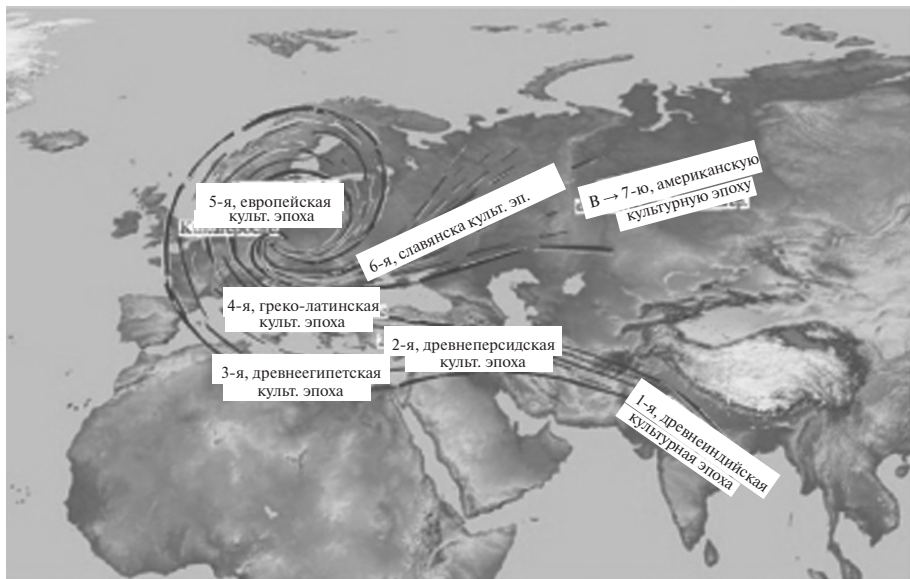 В → 7-ю, американскую
культурную эпоху
5-я, европейская
культ. эпоха
6-я, славянска культ. эп.
4-я, греко-латинская
культ. эпоха
2-я, древнеперсидская
культ. эпоха
3-я, древнеегипетская
культ. эпоха
1-я, древнеиндийская
культурная эпоха